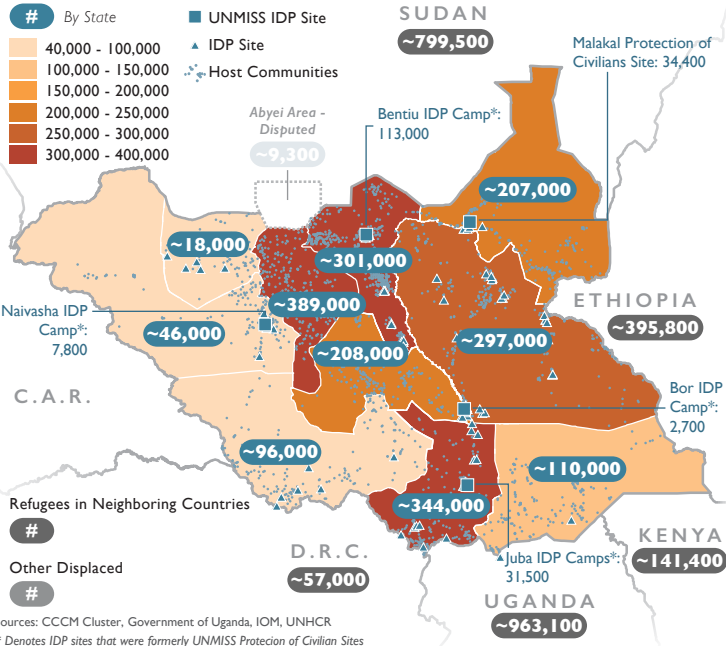 # By State
40,000 - 100,000
100,000 - 150,000
150,000 - 200,000
200,000 - 250,000
250,000 - 300,000
300,000 - 400,000
UNMISS IDP Site
IDP Site
Host Communities
SUDAN
~799,500
Malakal Protection of
Civilians Site: 34,400
Abyei Area -
Disputed
~9,300
Bentiu IDP Camp*:
113,000
~207,000
~18,000
~301,000
ETHIOPIA
~395,800
Naivasha IDP
Camp*:
7,800
~389,000
~46,000
~208,000
~297,000
C.A.R.
Bor IDP
Camp*:
2,700
~96,000
~110,000
~344,000
Refugees in Neighboring Countries
#
Other Displaced
#
D.R.C.
~57,000
Juba IDP Camps*:
31,500
KENYA
~141,400
UGANDA
~963,100
ources: CCCM Cluster, Government of Uganda, IOM, UNHCR
* Denotes IDP sites that were formerly UNMISS Protecion of Civilian Sites